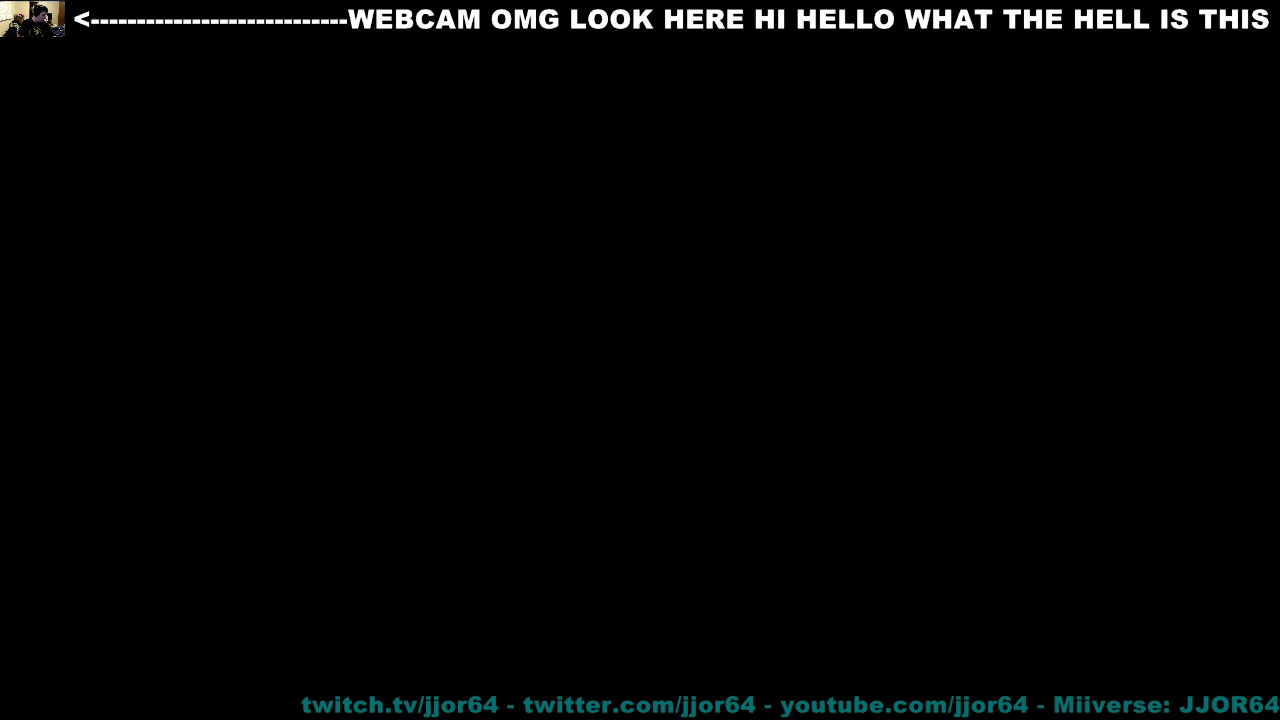 <----------------------------WEBCAM OMG LOOK HERE HI HELLO WHAT THE HELL IS THIS
twitch.tv/jjor64 - twitter.com/jjor64 - youtube.com/jjor64 - Miiverse: JJOR64